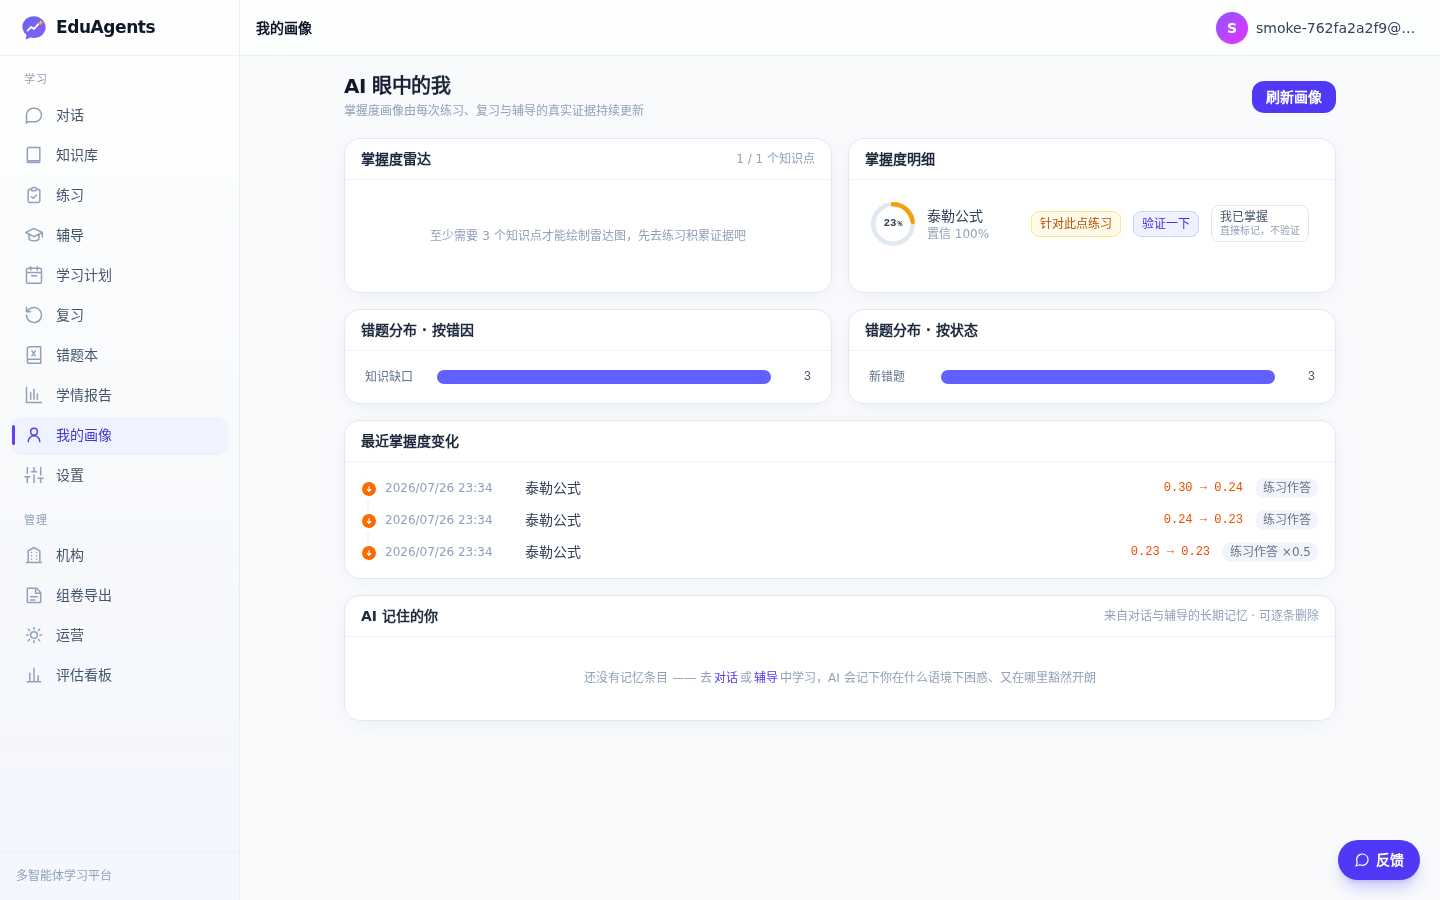 EduAgents
我的画像
S
smoke-762fa2a2f9@...
学习
对话
知识库
练习
辅导
学习计划
复习
错题本
学情报告
我的画像
设置
管理
机构
组卷导出
运营
评估看板
多智能体学习平台
AI 眼中的我
掌握度画像由每次练习、复习与辅导的真实证据持续更新
刷新画像
掌握度雷达
1 / 1 个知识点
至少需要 3 个知识点才能绘制雷达图，先去练习积累证据吧
掌握度明细
23%
泰勒公式
置信 100%
针对此点练习
验证一下
我已掌握
直接标记，不验证
错题分布 · 按错因
知识缺口 3
错题分布 · 按状态
新错题 3
最近掌握度变化
2026/07/26 23:34 泰勒公式 0.30 → 0.24 练习作答
2026/07/26 23:34 泰勒公式 0.24 → 0.23 练习作答
2026/07/26 23:34 泰勒公式 0.23 → 0.23 练习作答 ×0.5
AI 记住的你
来自对话与辅导的长期记忆 · 可逐条删除
还没有记忆条目 —— 去对话或辅导中学习，AI 会记下你在什么语境下困惑、又在哪里豁然开朗
反馈